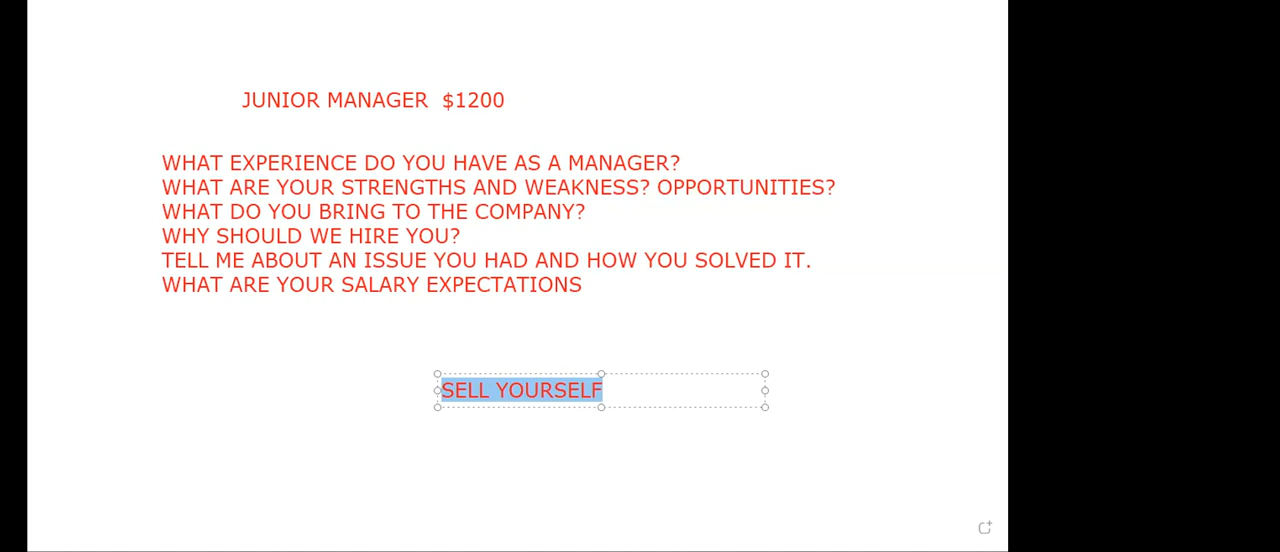 JUNIOR MANAGER  $1200
WHAT EXPERIENCE DO YOU HAVE AS A MANAGER?
WHAT ARE YOUR STRENGTHS AND WEAKNESS? OPPORTUNITIES?
WHAT DO YOU BRING TO THE COMPANY?
WHY SHOULD WE HIRE YOU?
TELL ME ABOUT AN ISSUE YOU HAD AND HOW YOU SOLVED IT.
WHAT ARE YOUR SALARY EXPECTATIONS
SELL YOURSELF